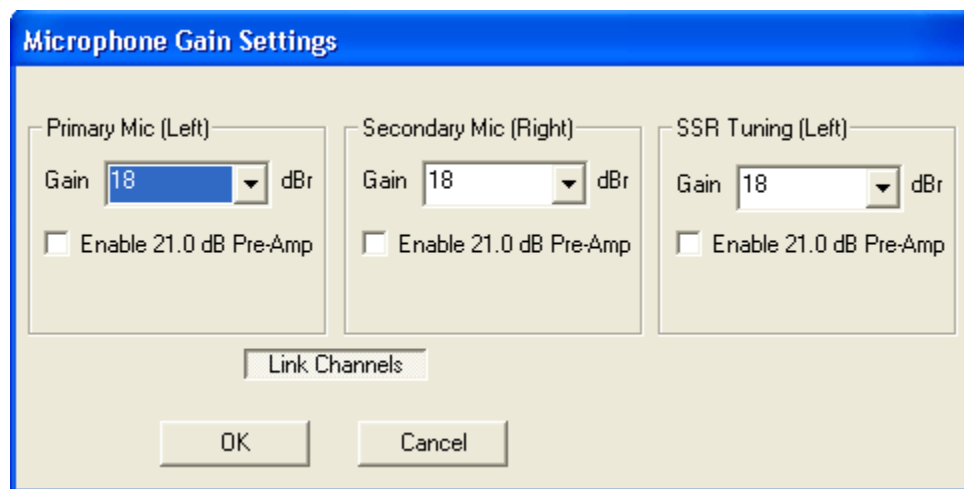 Microphone Gain Settings
Primary Mic (Left)
Gain 18 dBr
Enable 21.0 dB Pre-Amp
Secondary Mic (Right)
Gain 18 dBr
Enable 21.0 dB Pre-Amp
SSR Tuning (Left)
Gain 18 dBr
Enable 21.0 dB Pre-Amp
Link Channels
OK
Cancel